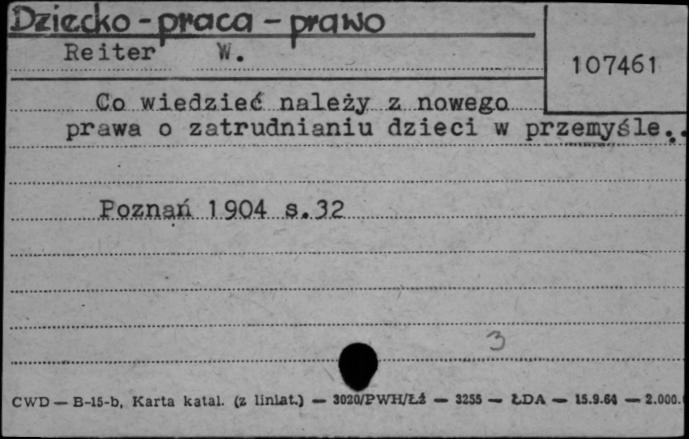 Dziecko - praca - prawo
Reiter W.
107461
Co wiedzieć należy z nowego
prawa o zatrudnianiu dzieci w przemyśle..
Poznań 1904 s.32
3
CWD — B-15-b, Karta katal. (z liniat.) — 3020/PWH/Łź — 3255 — ŁDA — 15.9.64 — 2.000.